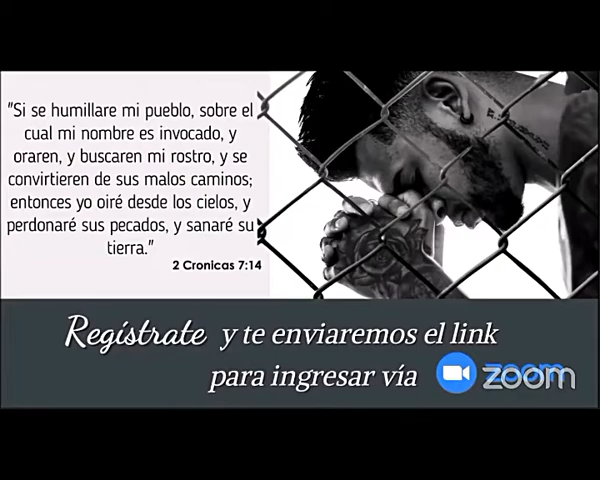 "Si se humillare mi pueblo, sobre el
cual mi nombre es invocado, y
oraren, y buscaren mi rostro, y se
convirtieren de sus malos caminos;
entonces yo oiré desde los cielos, y
perdonaré sus pecados, y sanaré su
tierra."
2 Cronicas 7:14
Regístrate y te enviaremos el link
para ingresar vía zoom